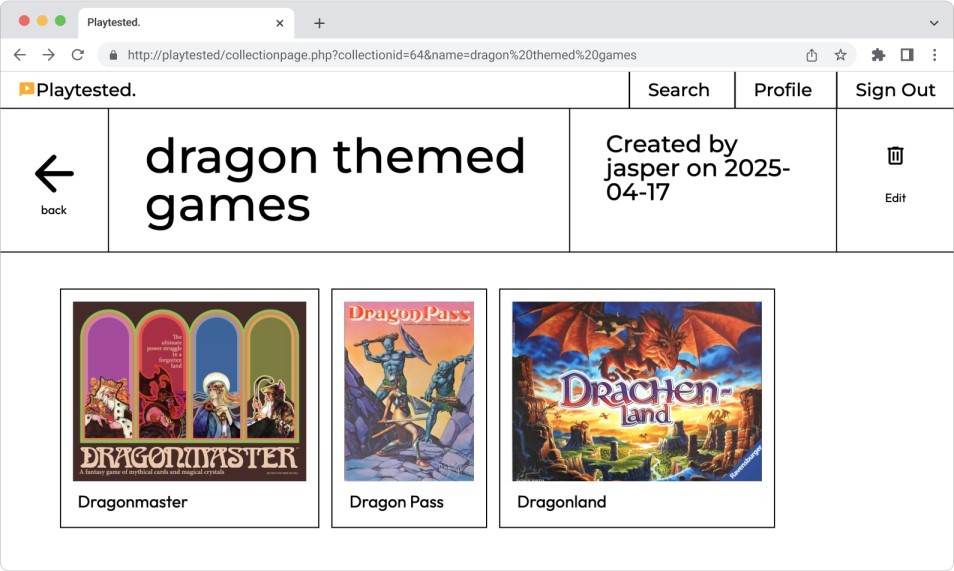 Playtested.
http://playtested/collectionpage.php?collectionid=64&name=dragon%20themed%20games
Playtested.
Search
Profile
Sign Out
back
dragon themed
games
Created by
jasper on 2025-
04-17
Edit
The
ultimate
power struggle
in a
forgotten
land
DRAGONMASTER
A fantasy game of mythical cards and magical crystals
Dragonmaster
DragonPass
Dragon Pass
DRACHEN-
land
Ravensburger
Dragonland